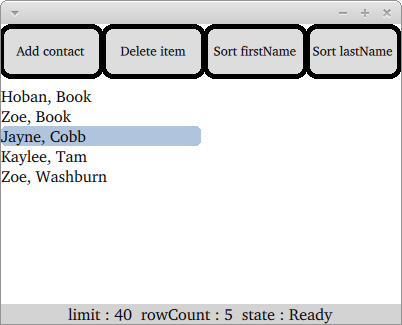 Add contact Delete item Sort firstName Sort lastName
Hoban, Book
Zoe, Book
Jayne, Cobb
Kaylee, Tam
Zoe, Washburn
limit : 40 rowCount : 5 state : Ready